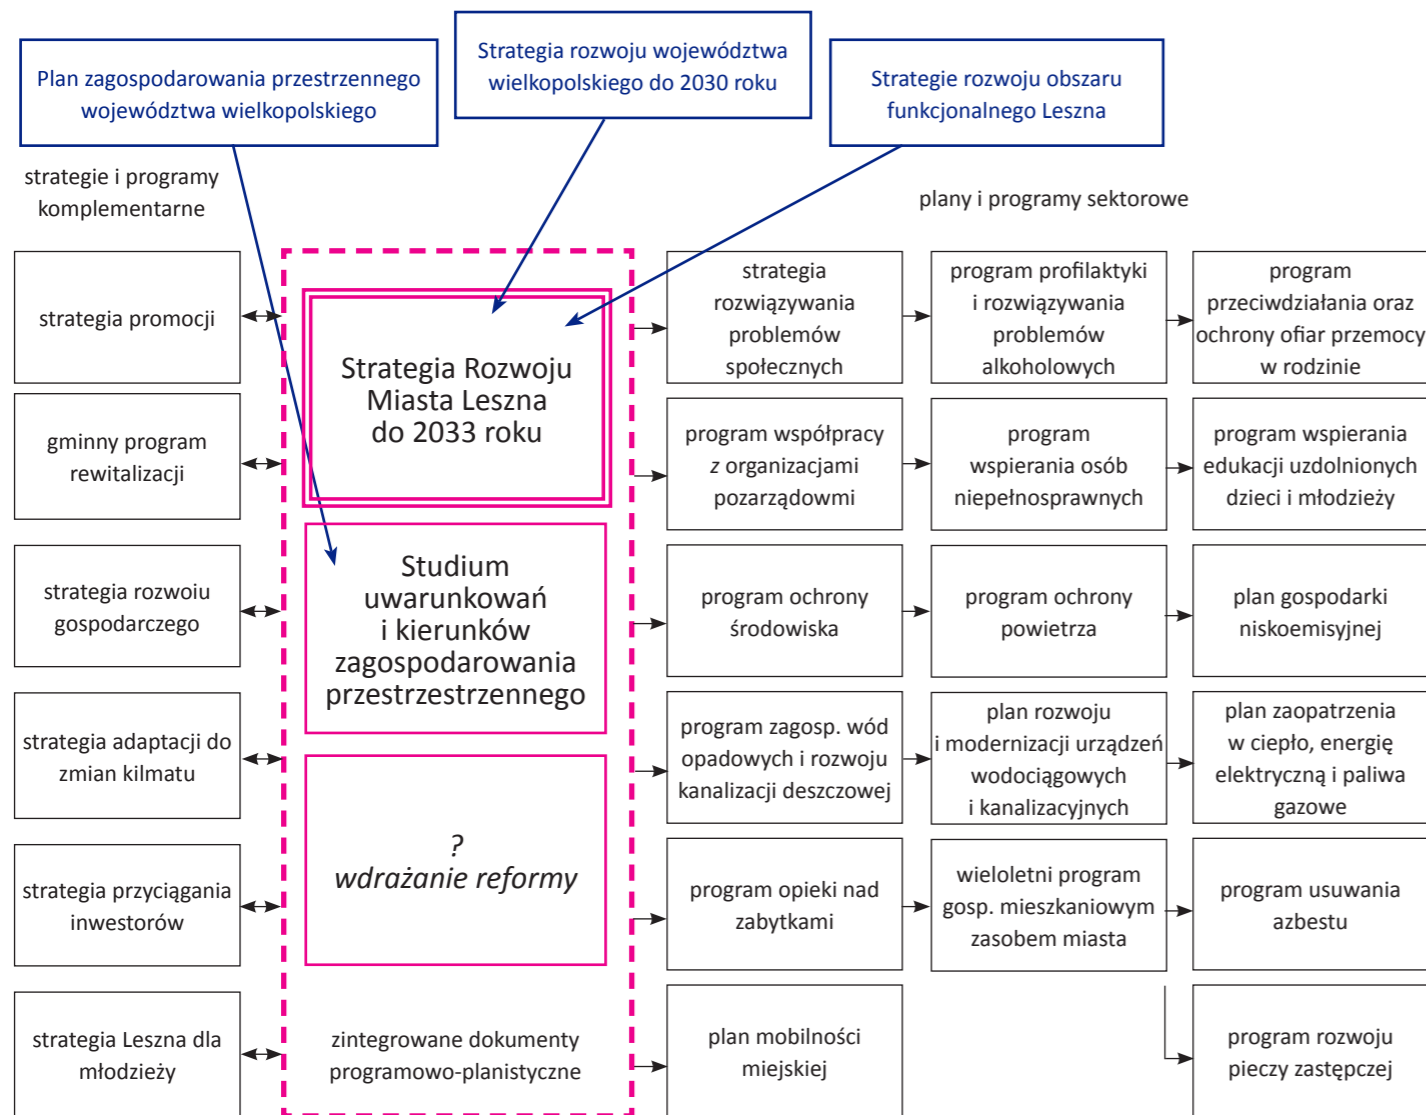 Plan zagospodarowania przestrzennego
województwa wielkopolskiego
Strategia rozwoju województwa
wielkopolskiego do 2030 roku
Strategie rozwoju obszaru
funkcjonalnego Leszna
strategie i programy
komplementarne
plany i programy sektorowe
strategia promocji
gminny program
rewitalizacji
strategia rozwoiu
gospodarczego
strategia adaptacji do
zmian kilmatu
strategia przyciągania
inwestorów
strategia Leszna dla
młodzieży
Strategia Rozwoju
Miasta Leszna
do 2033 roku
Studium
uwarunkowań
i kierunków
zagospodarowania
przestrzestrzennego
?
wdrażanie reformy
zintegrowane dokumenty
programowo-planistyczne
strategia
rozwiązywania
problemów
społecznych
program profilaktyki
i rozwiązywania
problemów
alkoholowych
program
przeciwdziałania oraz
ochrony ofiar przemocy
w rodzinie
program współpracy
z organizacjami
pozarządowmi
program
wspierania osób
niepełnosprawnych
program wspierania
edukacji uzdolnionych
dzieci i młodzieży
program ochrony
środowiska
program ochrony
powietrza
plan gospodarki
niskoemisyjnej
program zagosp. wód
opadowych i rozwoju
kanalizacji deszczowej
plan rozwoju
i modernizacji urządzeń
wodociągowych
i kanalizacyjnych
plan zaopatrzenia
w ciepło, energię
elektryczną i paliwa
gazowe
program opieki nad
zabytkami
wieloletni program
gosp. mieszkaniowym
zasobem miasta
program usuwania
azbestu
plan mobilności
miejskiej
program rozwoju
pieczy zastępczej